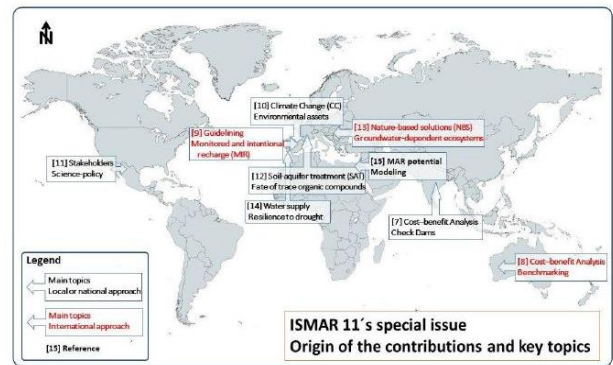 N
[10] Climate Change (CC)
Environmental assets
[9] Guidelining
Monitored and intentional
recharge (MIR)
[13] Nature-based solutions (NBS)
Groundwater-dependent ecosystems
[11] Stakeholders
Science-policy
[15] MAR potential
Modeling
[12] Soil-aquifer treatment (SAT)
Fate of trace organic compounds
[14] Water supply
Resilience to drought
[7] Cost-benefit Analysis
Check Dams
[8] Cost-benefit Analysis
Benchmarking
Legend
Main topics
Local or national approach
Main topics
International approach
[15] Reference
ISMAR 11´s special issue
Origin of the contributions and key topics